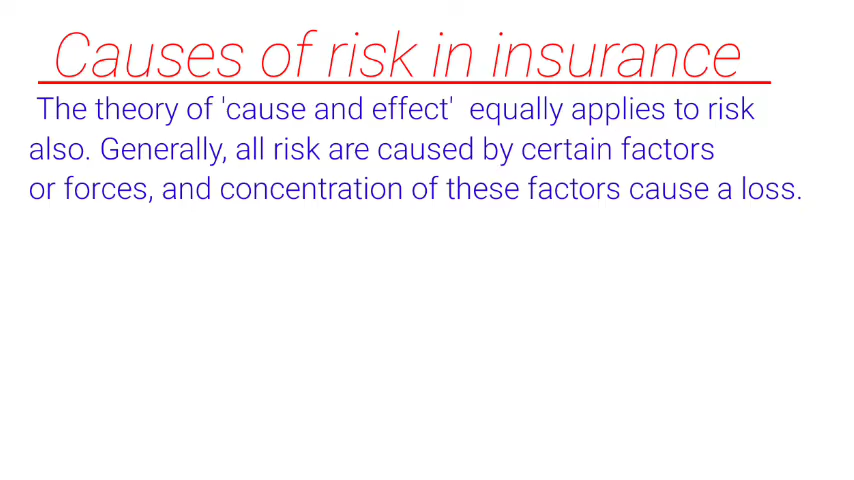 Causes of risk in insurance
The theory of 'cause and effect' equally applies to risk
also. Generally, all risk are caused by certain factors
or forces, and concentration of these factors cause a loss.